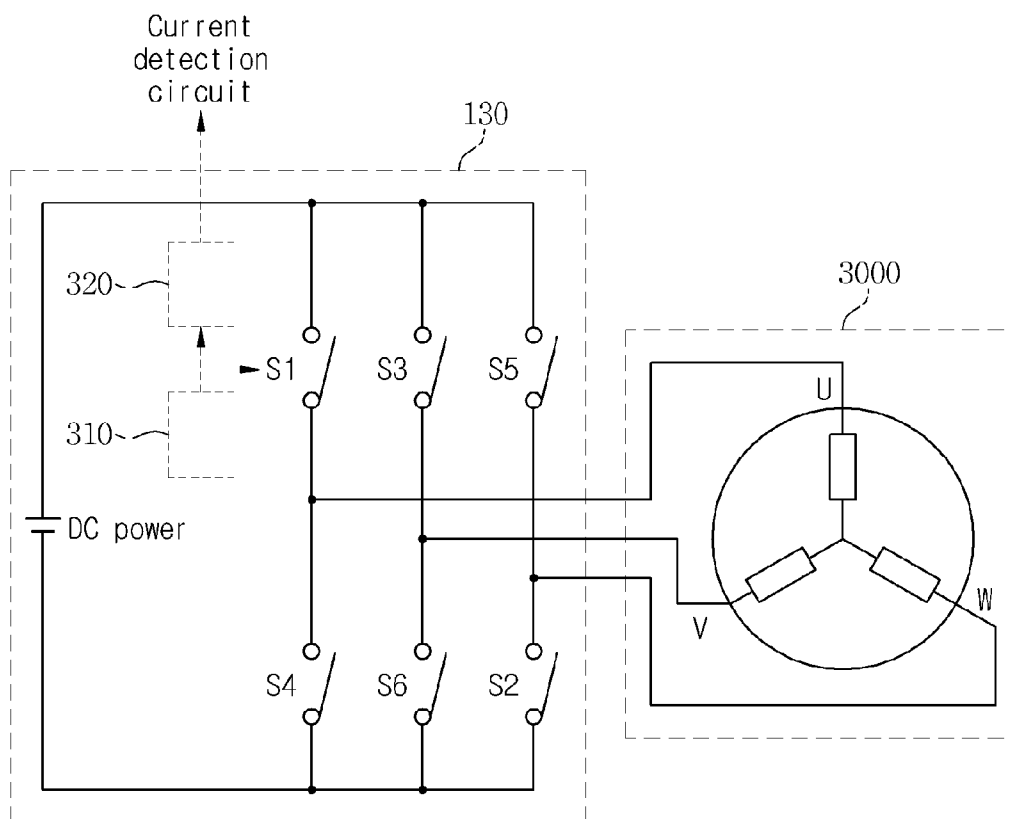 Current
detection
circuit
130
320
3000
S1 S3 S5
U
310
DC power
W
V
S4 S6 S2